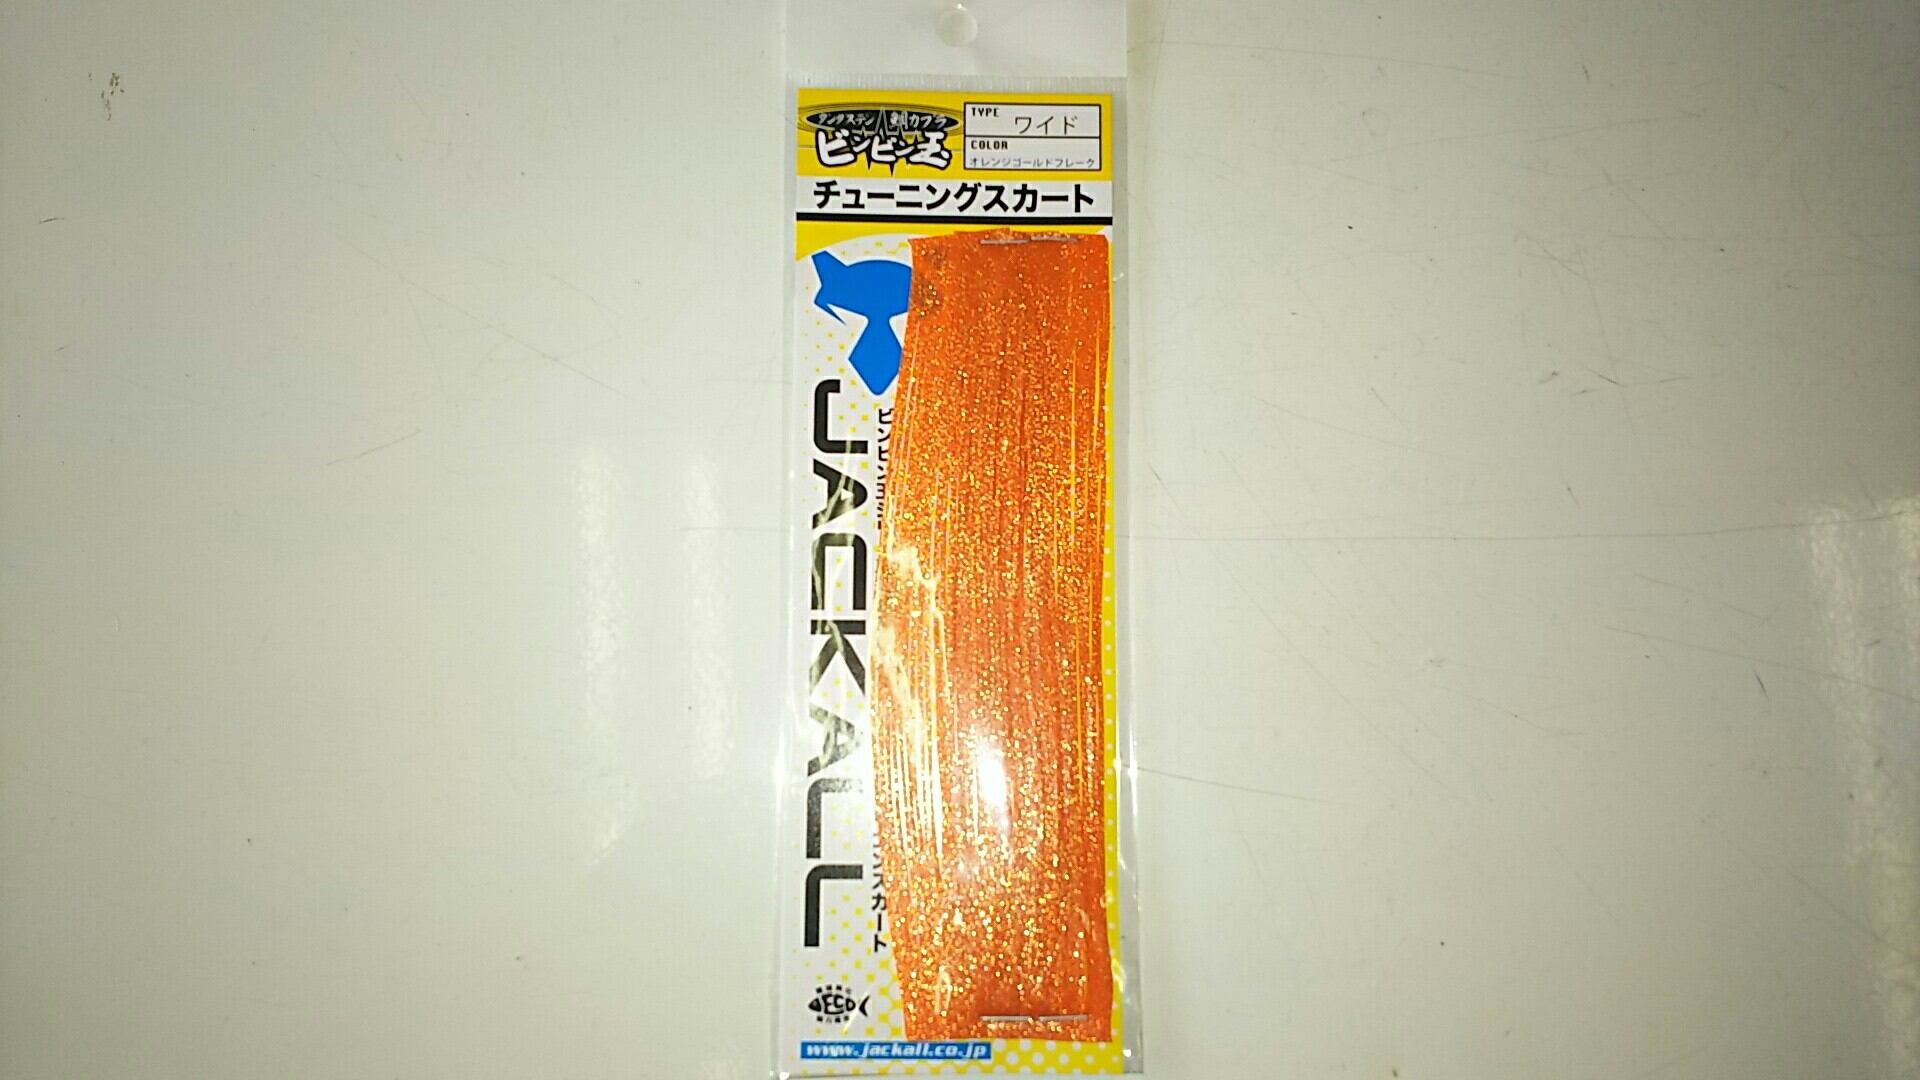 タングステン 鯛カブラ
ビンビン玉
TYPE
ワイド
COLOR
オレンジゴールドフレーク
チューニングスカート
JACKALL
スカート
ECO
www.jackall.co.jp